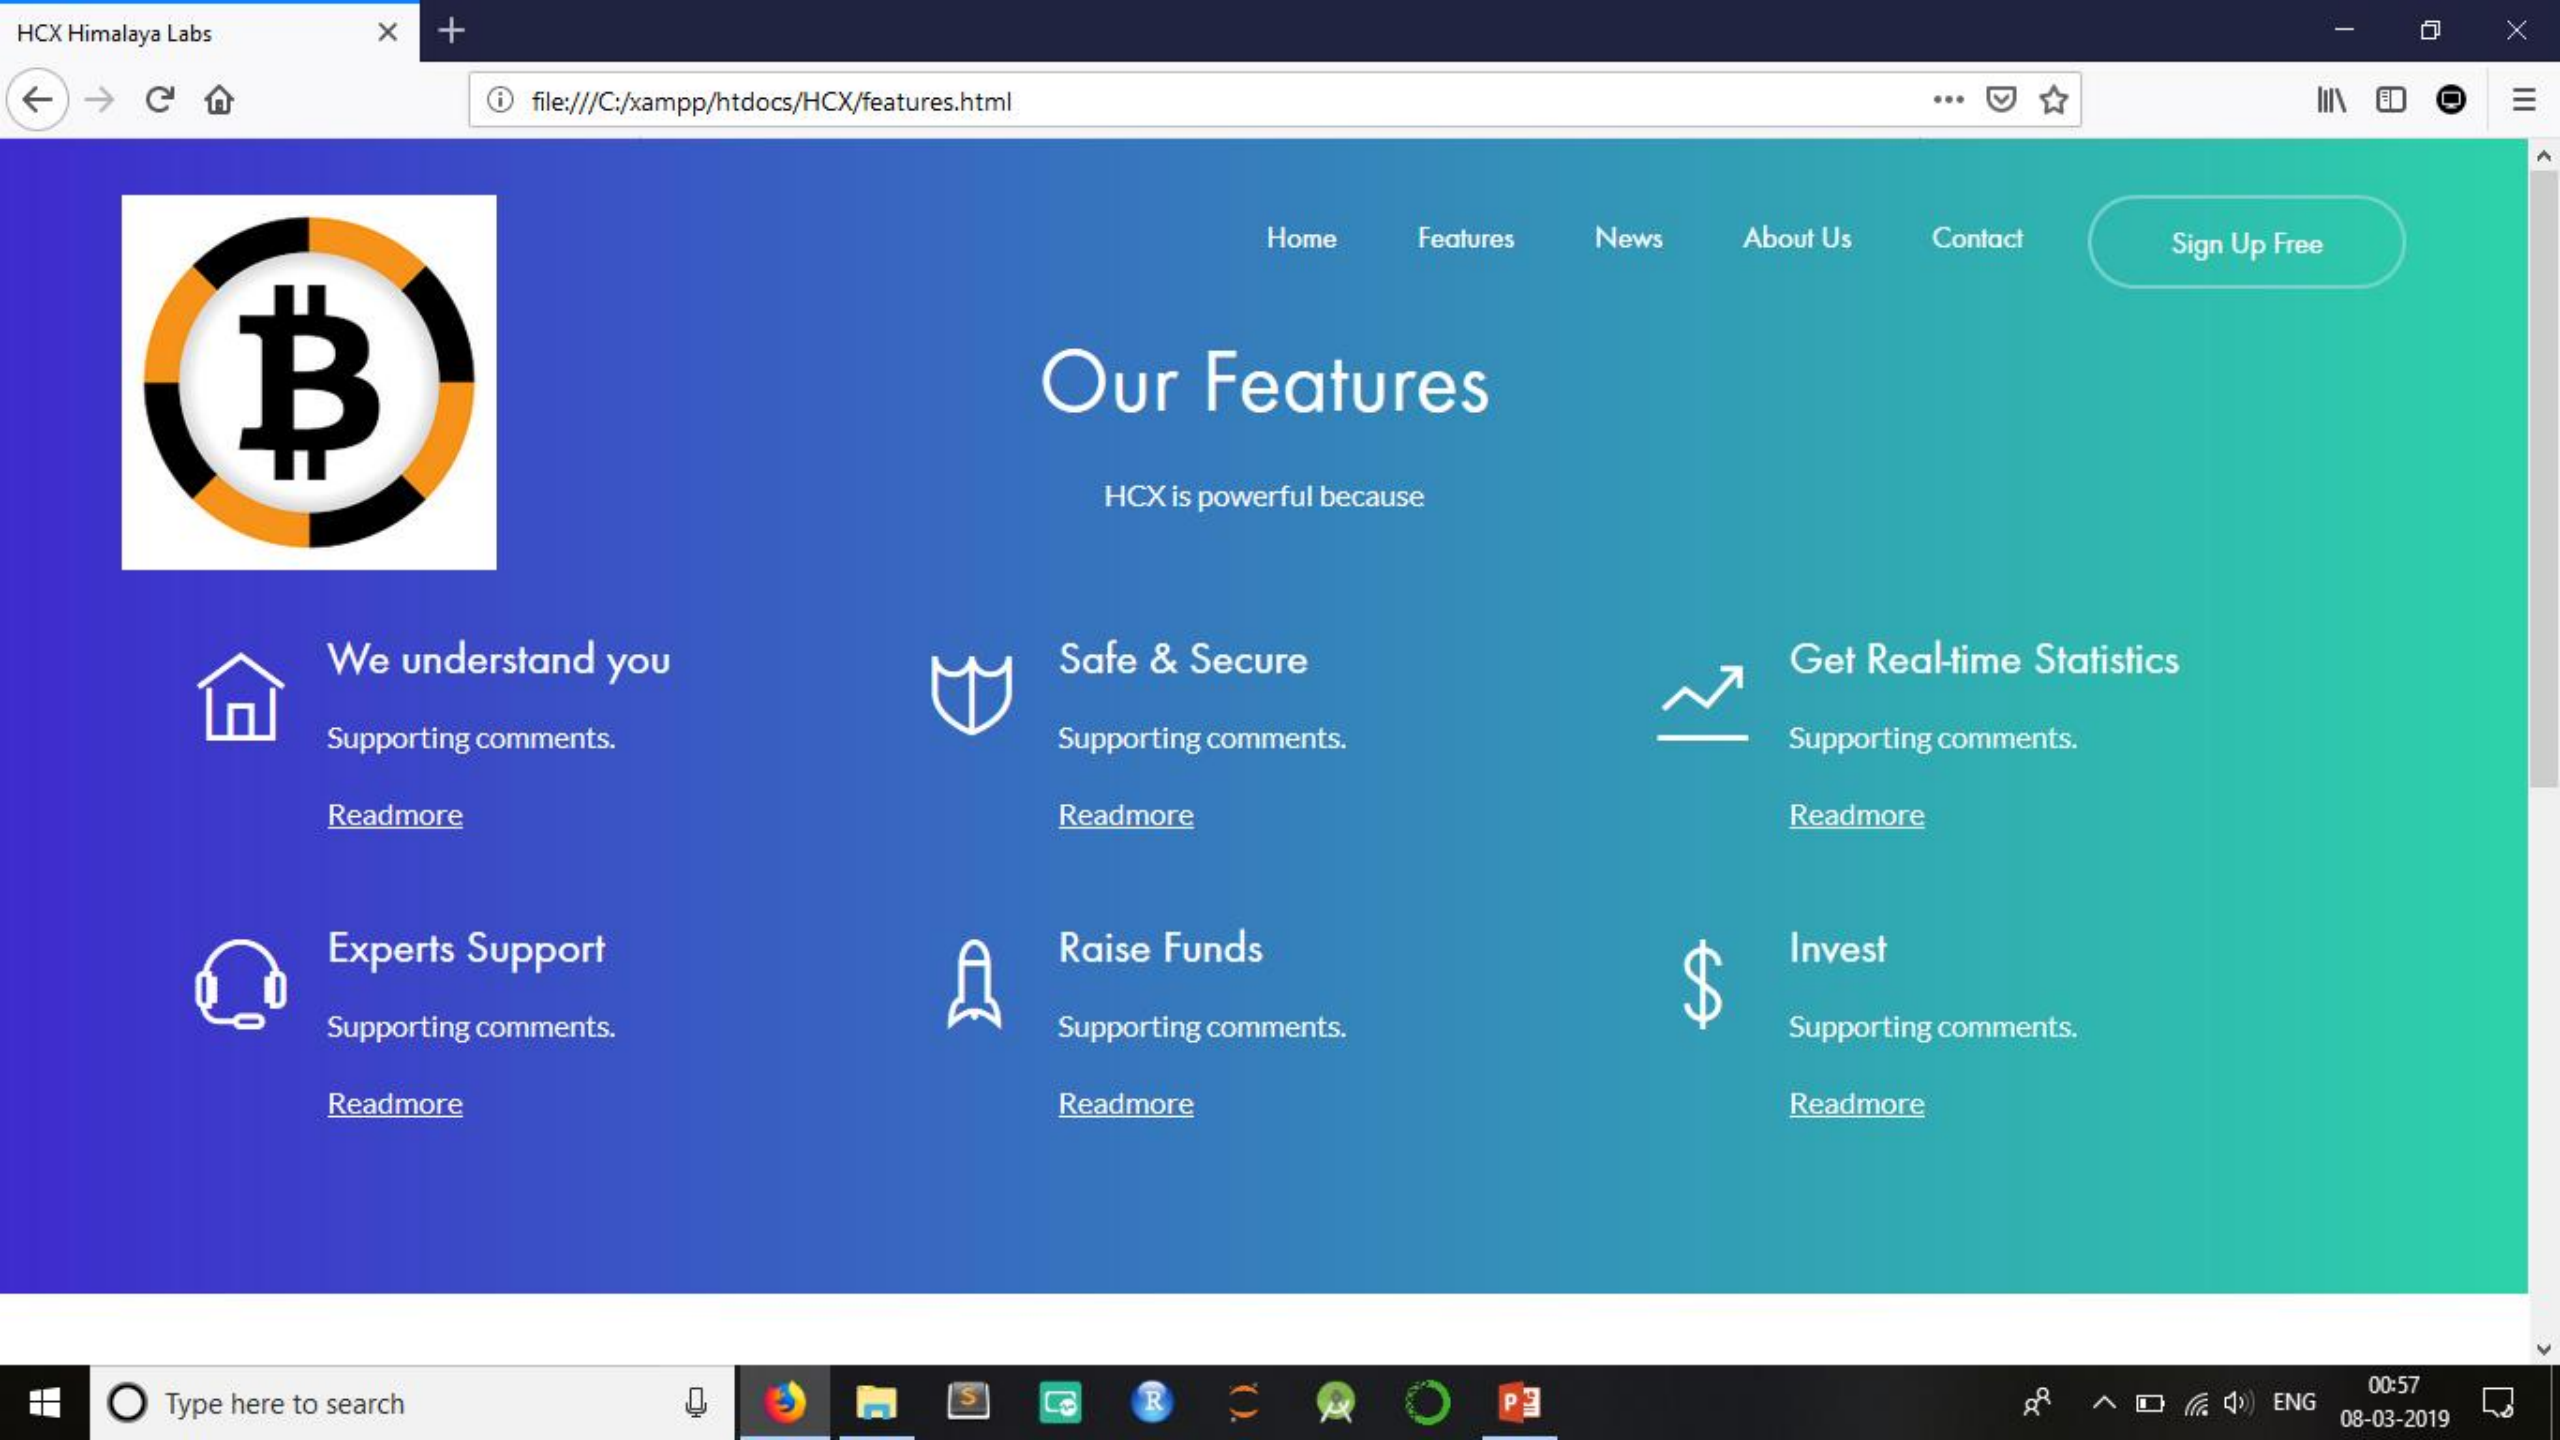 HCX Himalaya Labs
file:///C:/xampp/htdocs/HCX/features.html
Home Features News About Us Contact Sign Up Free
Our Features
HCX is powerful because
We understand you
Supporting comments.
Readmore
Safe & Secure
Supporting comments.
Readmore
Get Real-time Statistics
Supporting comments.
Readmore
Experts Support
Supporting comments.
Readmore
Raise Funds
Supporting comments.
Readmore
Invest
Supporting comments.
Readmore
Type here to search
ENG
00:57
08-03-2019